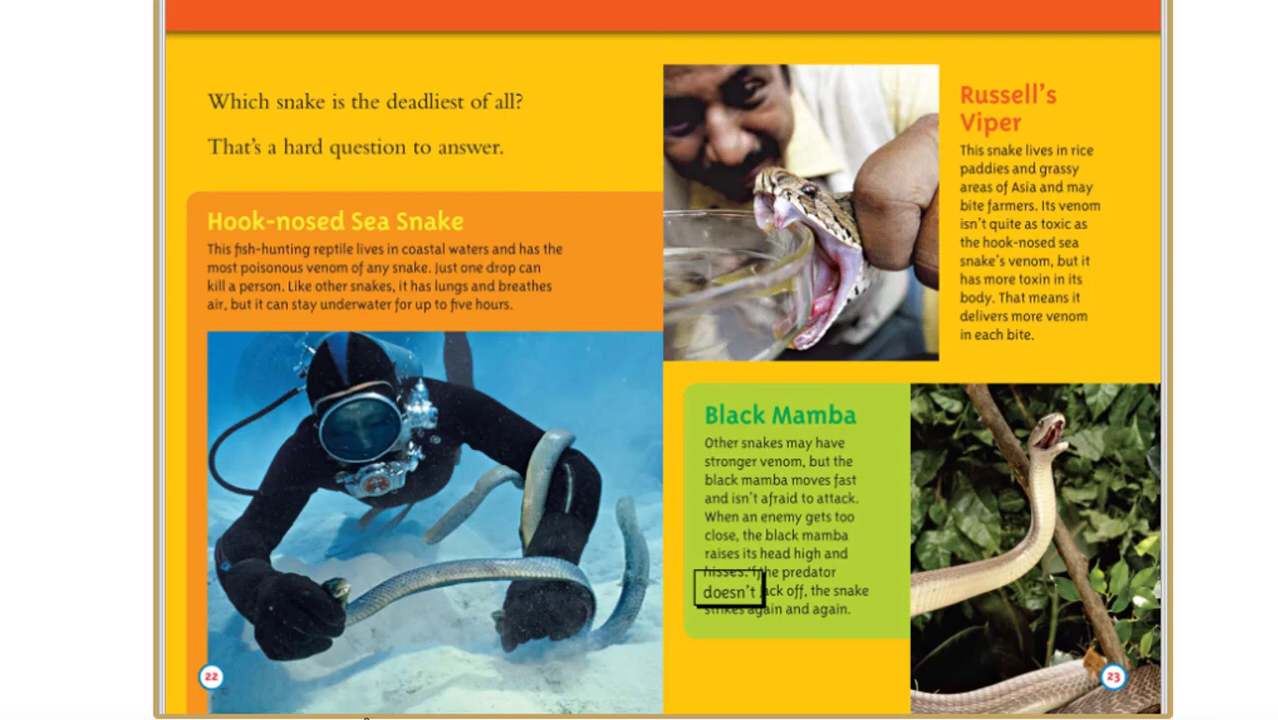 Which snake is the deadliest of all?
That's a hard question to answer.
Hook-nosed Sea Snake
This fish-hunting reptile lives in coastal waters and has the
most poisonous venom of any snake. Just one drop can
kill a person. Like other snakes, it has lungs and breathes
air, but it can stay underwater for up to five hours.
22
Russell's
Viper
This snake lives in rice
paddies and grassy
areas of Asia and may
bite farmers. Its venom
isn't quite as toxic as
the hook-nosed sea
snake's venom, but it
has more toxin in its
body. That means it
delivers more venom
in each bite.
Black Mamba
Other snakes may have
stronger venom, but the
black mamba moves fast
and isn't afraid to attack.
When an enemy gets too
close, the black mamba
raises its head high and
hisses. If the predator
doesn't ack off, the snake
strikes again and again.
23